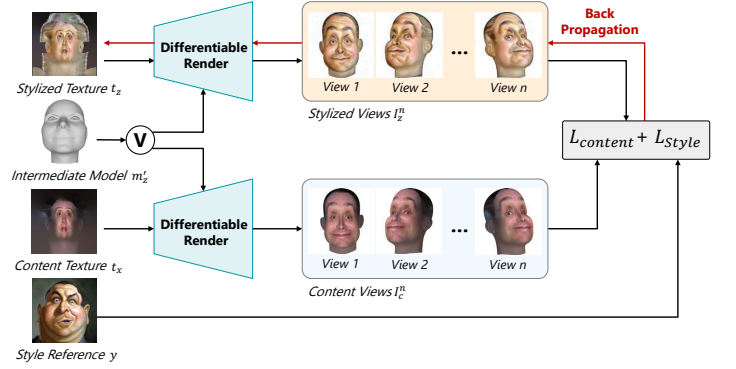 Back
Propagation
Differentiable
Render
View 1
View 2
...
View n
Stylized Texture t_z
Stylized Views I_z^n
V
L_content + L_Style
Intermediate Model m'_z
Differentiable
Render
View 1
View 2
...
View n
Content Texture t_x
Content Views I_c^n
Style Reference y